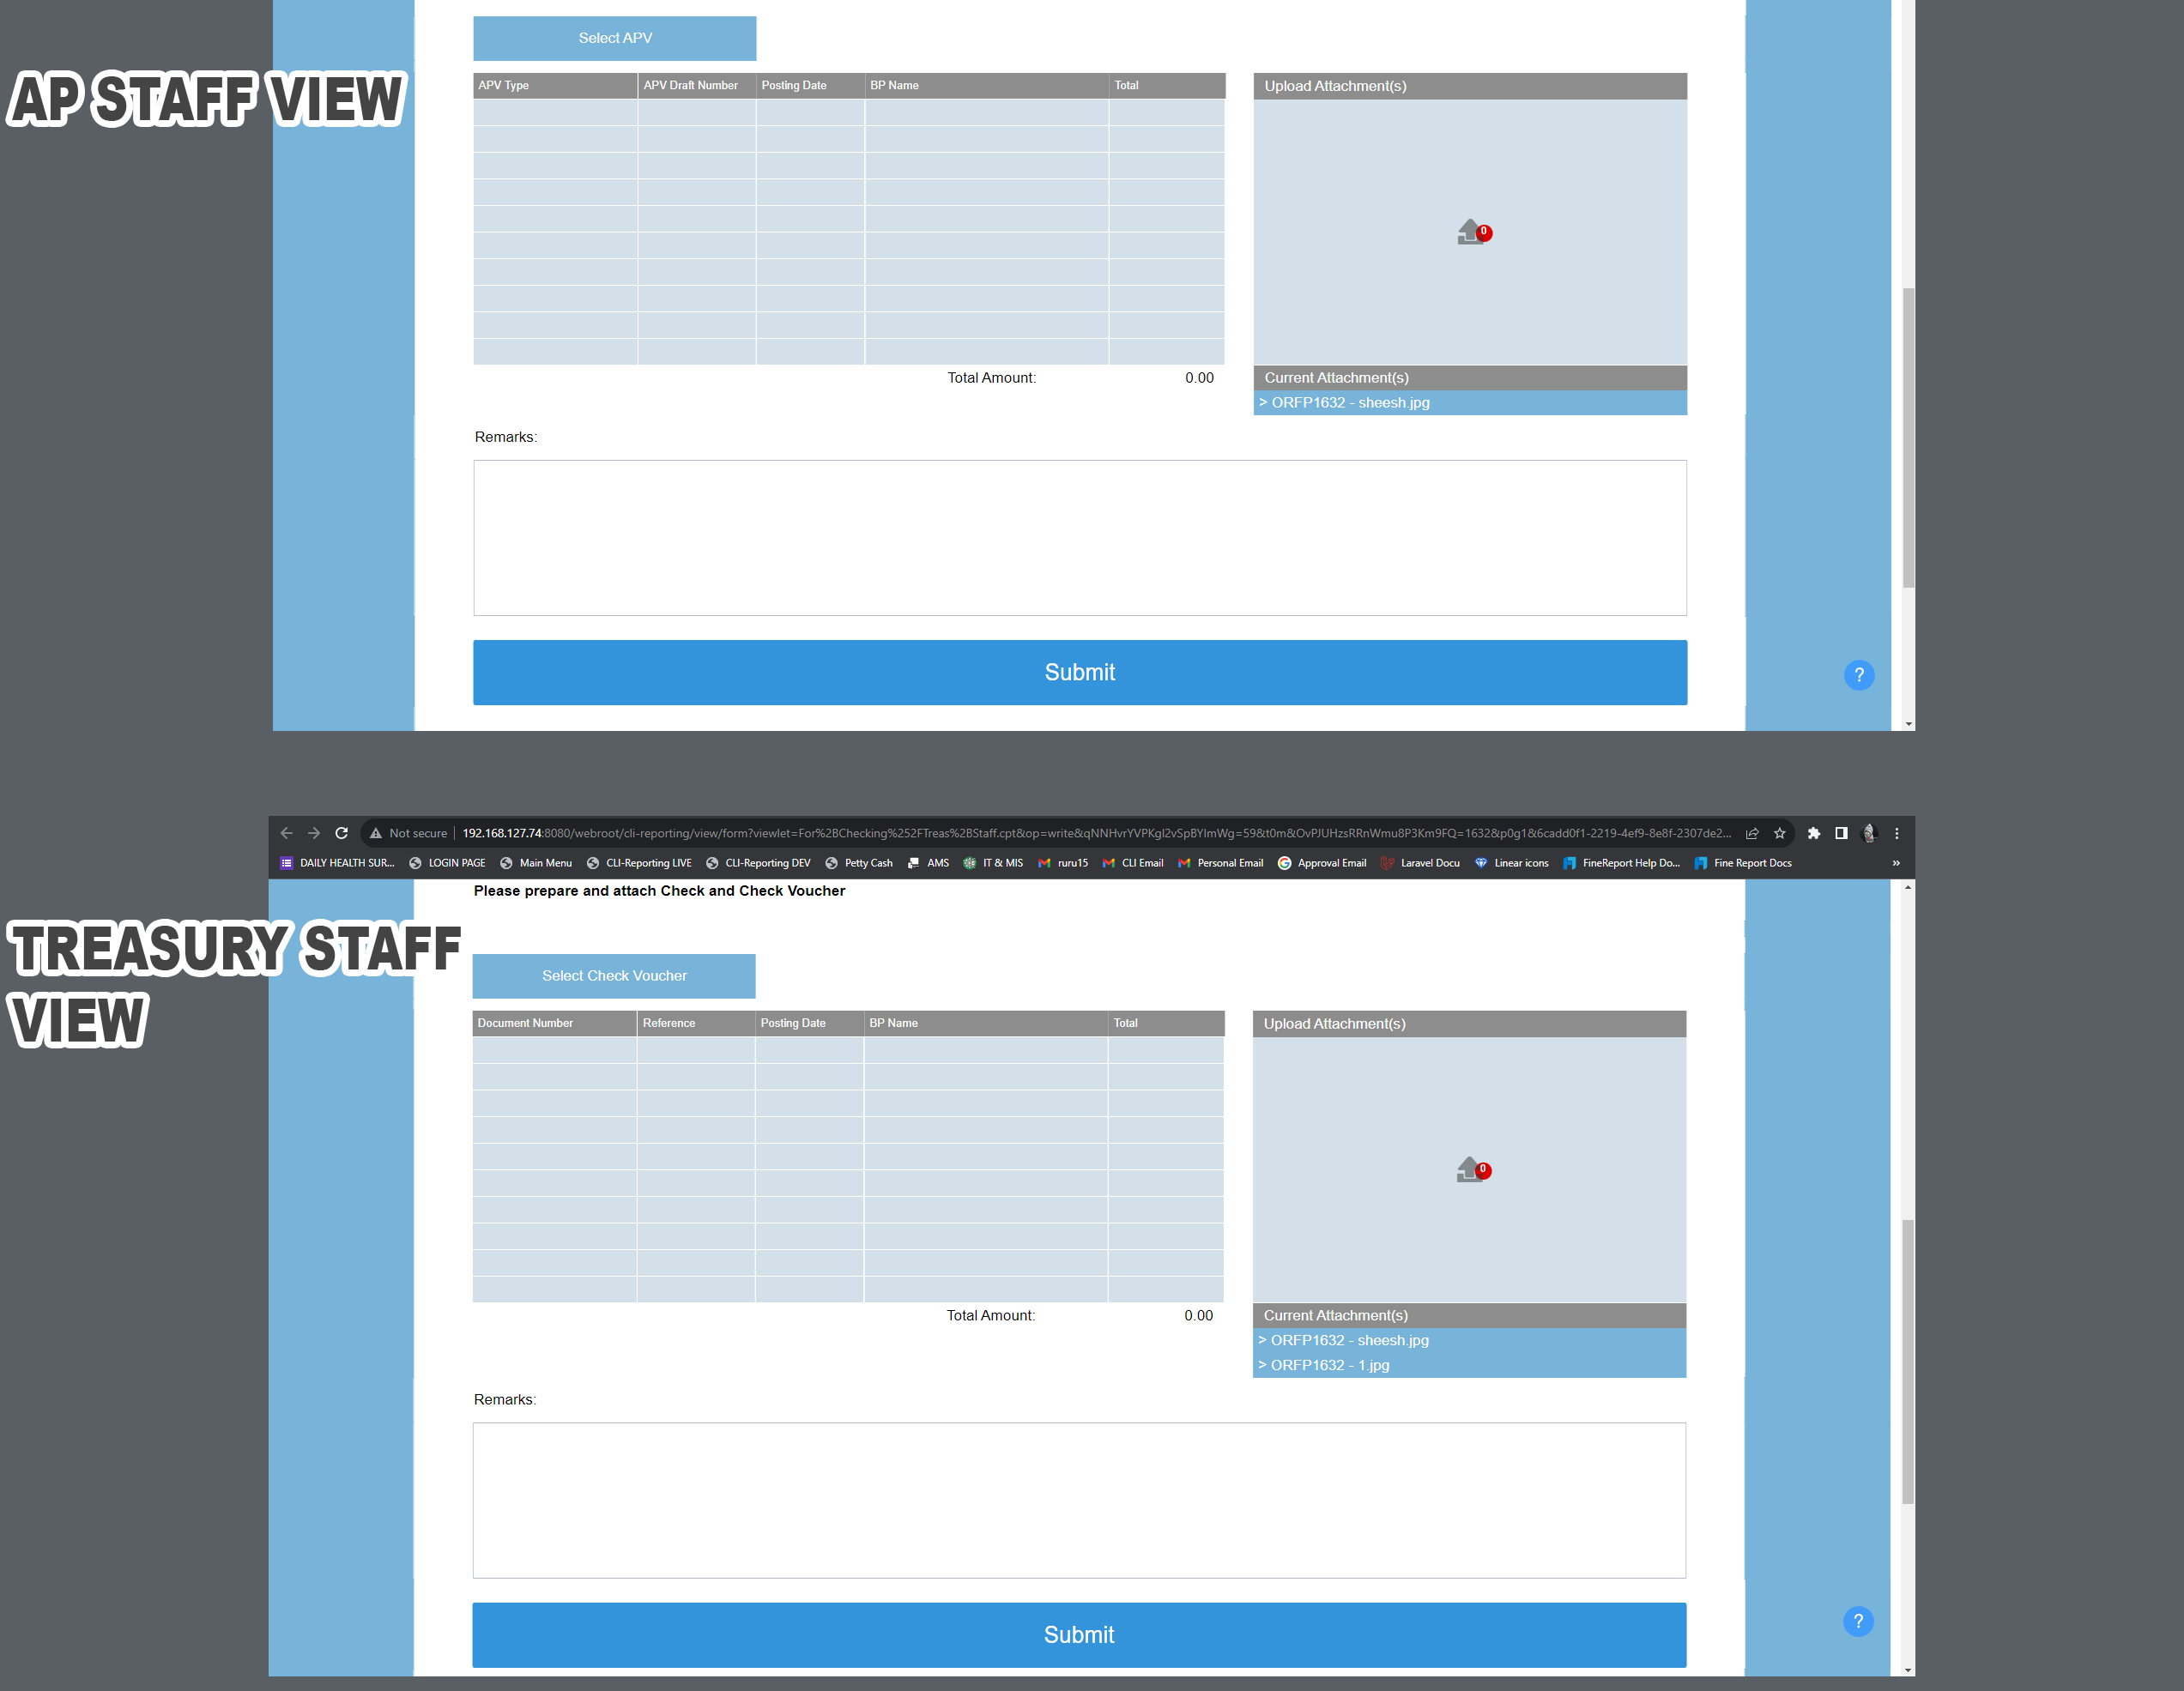 AP STAFF VIEW
Select APV
APV Type APV Draft Number Posting Date BP Name Total
Upload Attachment(s)
0
Total Amount: 0.00
Current Attachment(s)
> ORFP1632 - sheesh.jpg
Remarks:
Submit
?
TREASURY STAFF
VIEW
Not secure 192.168.127.74:8080/webroot/cli-reporting/view/form?viewlet=For%2BChecking%252FTreas%2BStaff.cpt&op=write&qNNHvrYVPKgI2vSpBYImWg=59&t0m&OvPJUHzsRRnWmu8P3Km9FQ=1632&p0g1&6cadd0f1-2219-4ef9-8e8f-2307de2...
DAILY HEALTH SUR... LOGIN PAGE Main Menu CLI-Reporting LIVE CLI-Reporting DEV Petty Cash AMS IT & MIS ruru15 CLI Email Personal Email Approval Email Laravel Docu Linear icons FineReport Help Do... Fine Report Docs »
Please prepare and attach Check and Check Voucher
Select Check Voucher
Document Number Reference Posting Date BP Name Total
Upload Attachment(s)
0
Total Amount: 0.00
Current Attachment(s)
> ORFP1632 - sheesh.jpg
> ORFP1632 - 1.jpg
Remarks:
Submit
?